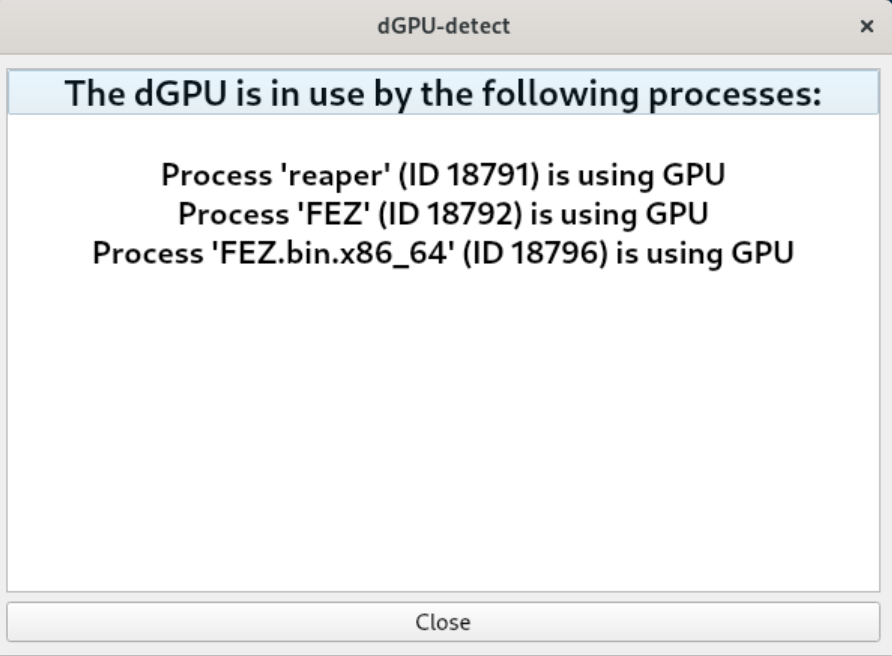 dGPU-detect
The dGPU is in use by the following processes:
Process 'reaper' (ID 18791) is using GPU
Process 'FEZ' (ID 18792) is using GPU
Process 'FEZ.bin.x86_64' (ID 18796) is using GPU
Close